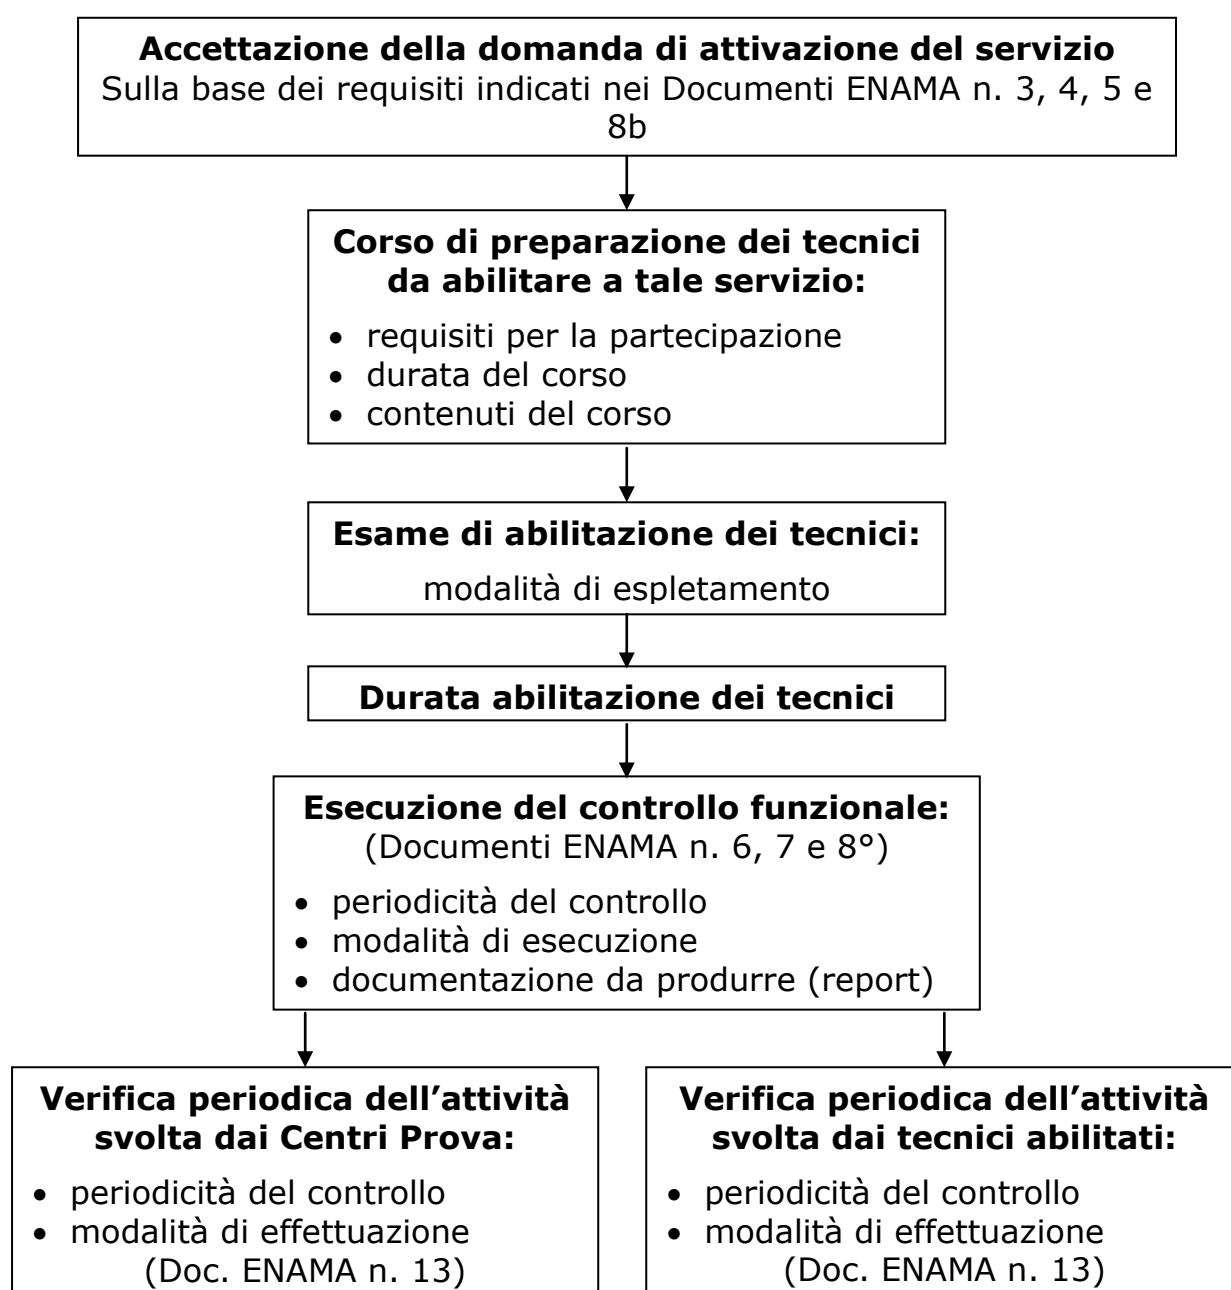 Accettazione della domanda di attivazione del servizio
Sulla base dei requisiti indicati nei Documenti ENAMA n. 3, 4, 5 e
8b
Corso di preparazione dei tecnici
da abilitare a tale servizio:
• requisiti per la partecipazione
• durata del corso
• contenuti del corso
Esame di abilitazione dei tecnici:
modalità di espletamento
Durata abilitazione dei tecnici
Esecuzione del controllo funzionale:
(Documenti ENAMA n. 6, 7 e 8°)
• periodicità del controllo
• modalità di esecuzione
• documentazione da produrre (report)
Verifica periodica dell’attività
svolta dai Centri Prova:
• periodicità del controllo
• modalità di effettuazione
(Doc. ENAMA n. 13)
Verifica periodica dell’attività
svolta dai tecnici abilitati:
• periodicità del controllo
• modalità di effettuazione
(Doc. ENAMA n. 13)